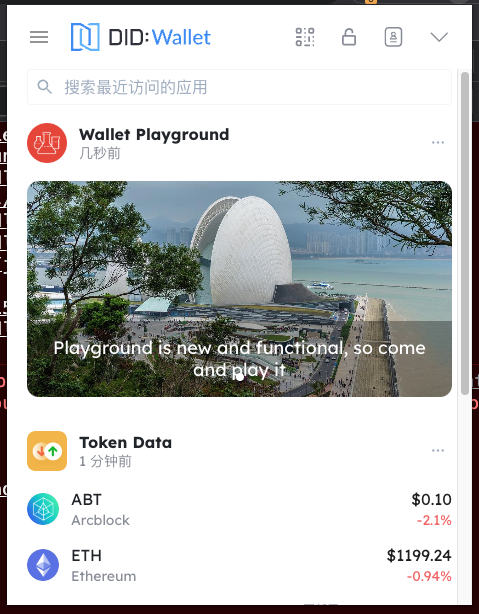 DID:Wallet
搜索最近访问的应用
Wallet Playground
几秒前
Playground is new and functional, so come
and play it
Token Data
1 分钟前
ABT
$0.10
Arcblock
-2.1%
ETH
$1199.24
Ethereum
-0.94%